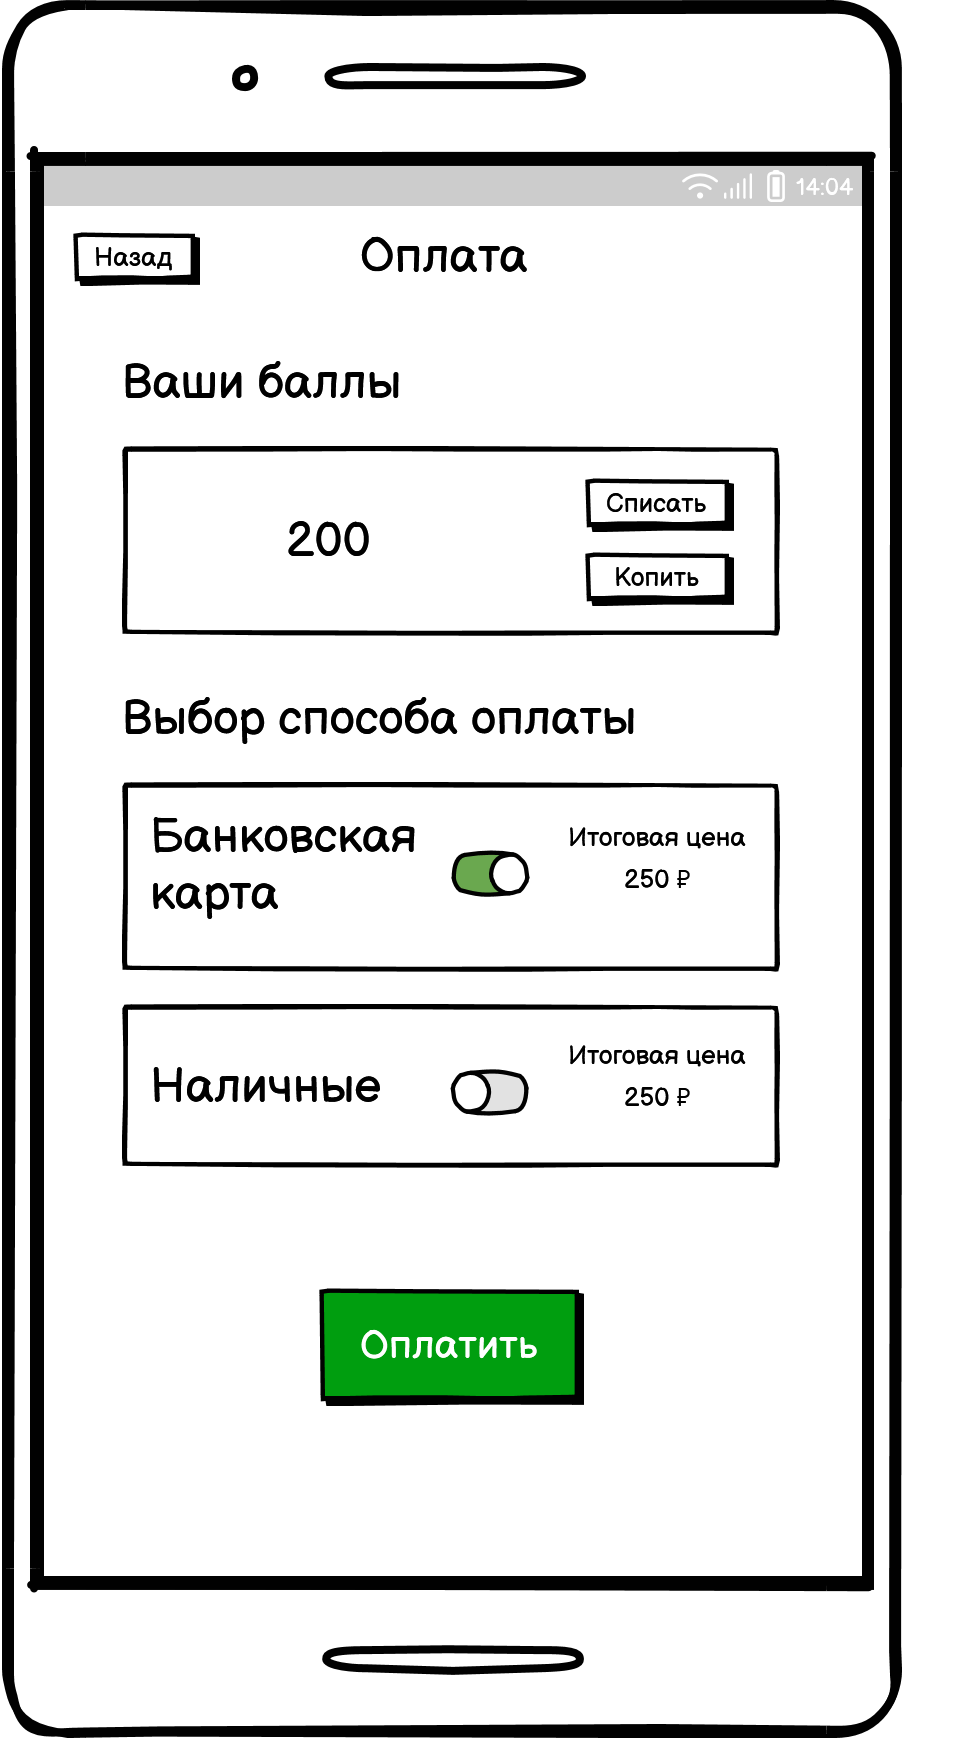 14:04
Назад
Оплата
Ваши баллы
200
Списать
Копить
Выбор способа оплаты
Банковская
карта
Итоговая цена
250 ₽
Наличные
Итоговая цена
250 ₽
Оплатить